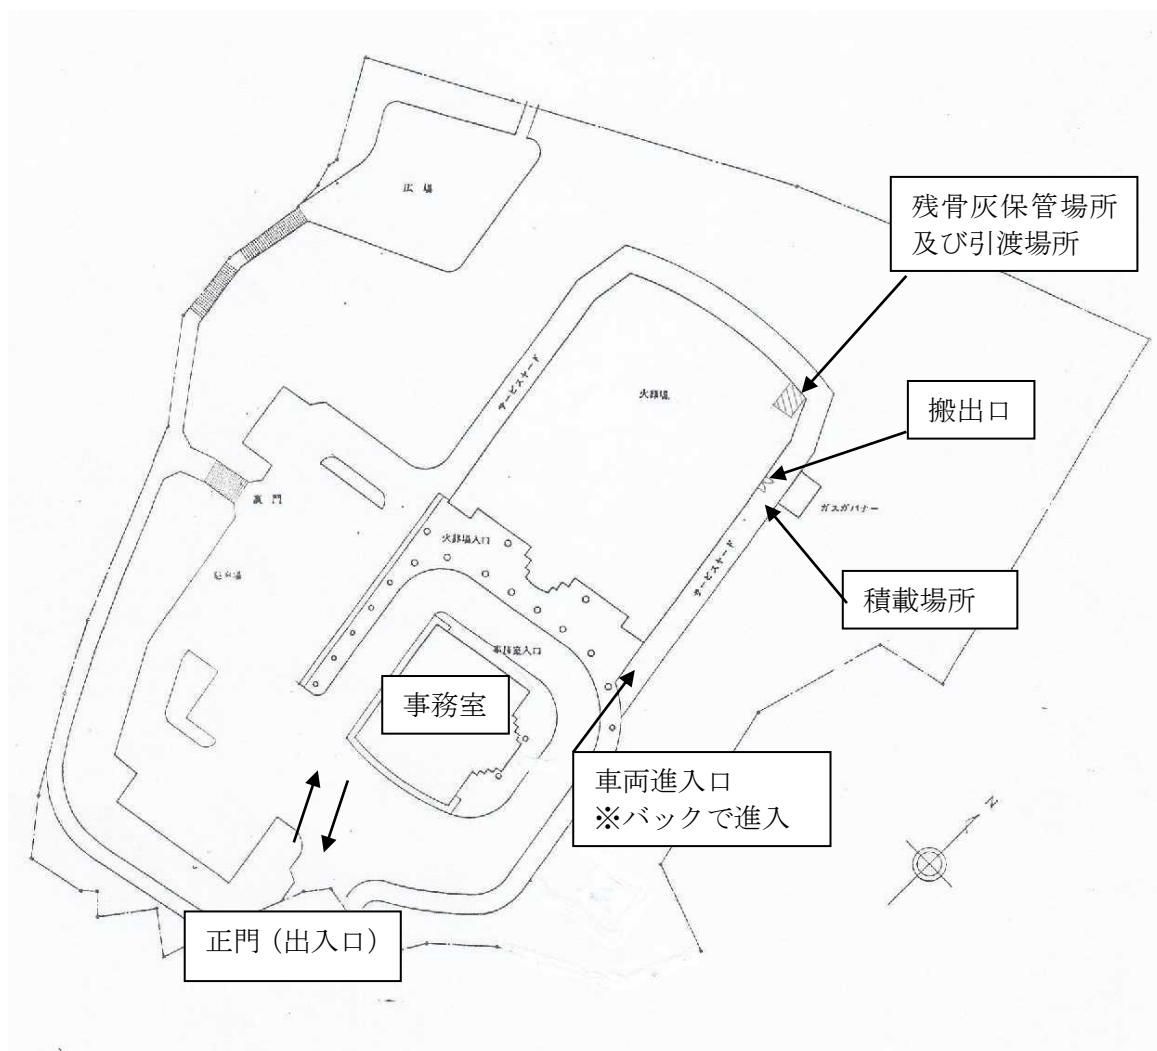 広場
残骨灰保管場所
及び引渡場所
サービスヤード
火葬場
搬出口
裏門
ガスガバナー
火葬場入口
サービスヤード
駐車場
積載場所
事務室入口
事務室
車両進入口
※バックで進入
N
正門（出入口）